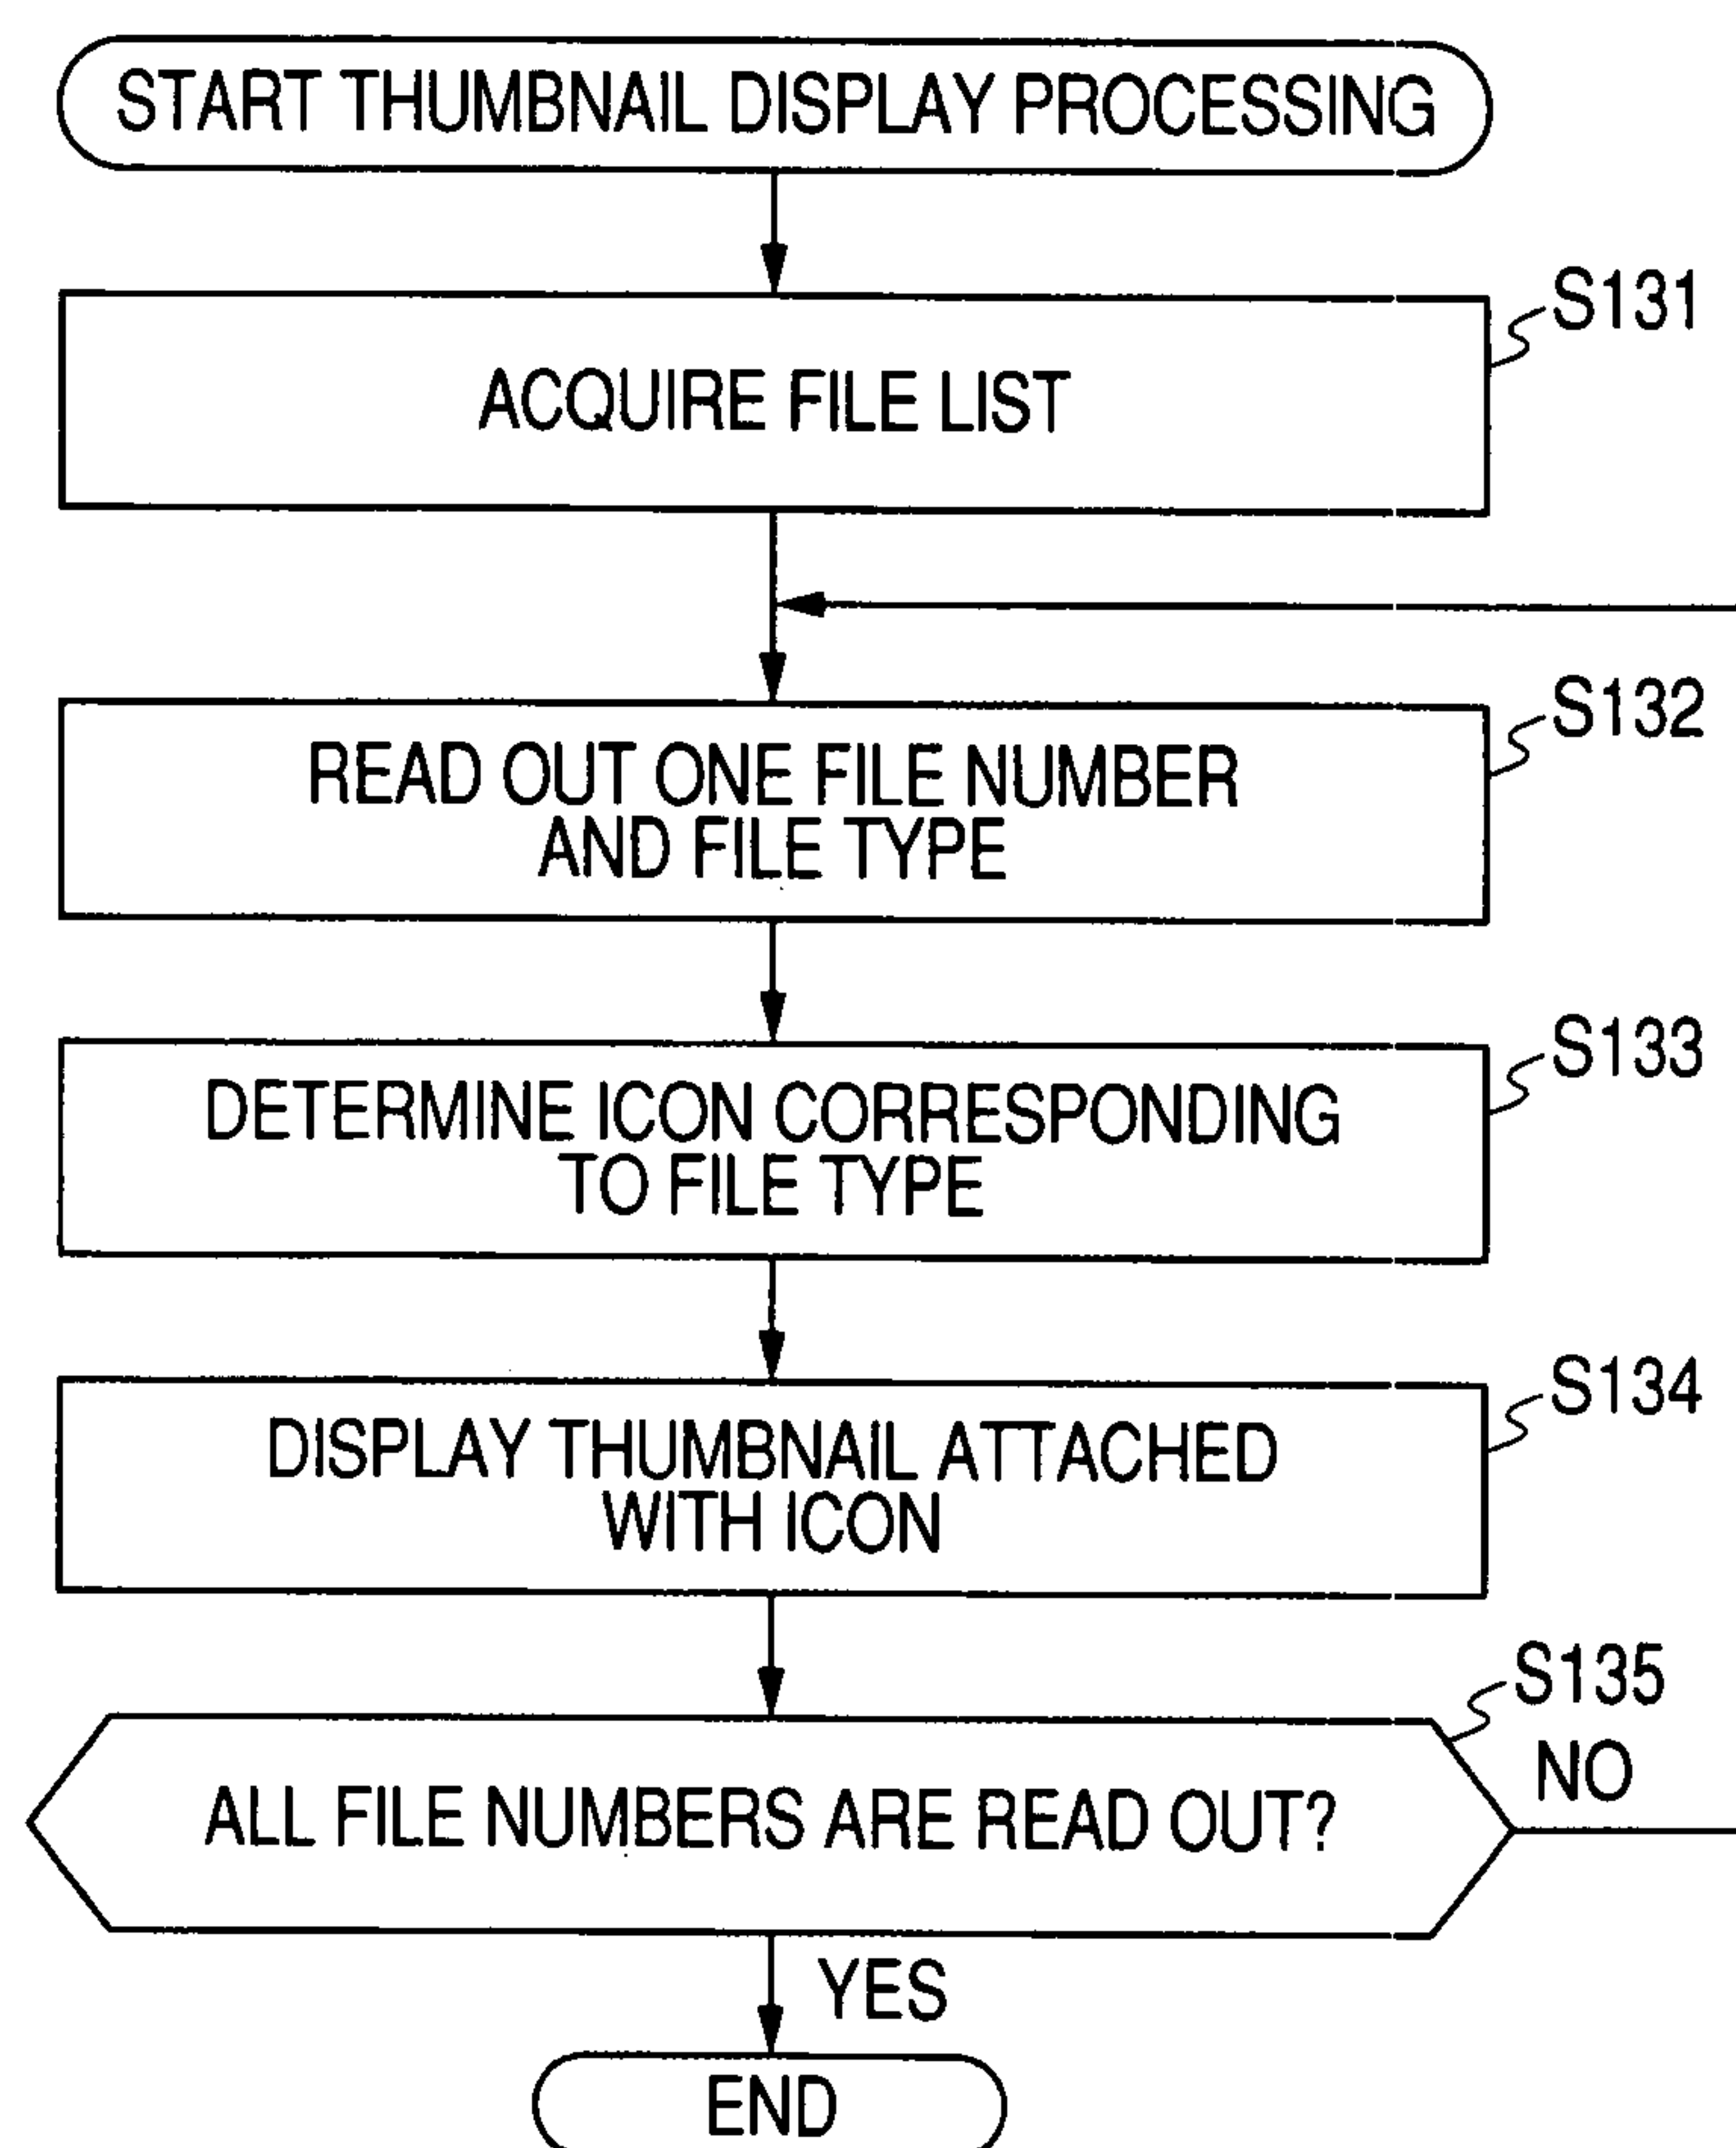 START THUMBNAIL DISPLAY PROCESSING
S131
ACQUIRE FILE LIST
S132
READ OUT ONE FILE NUMBER
AND FILE TYPE
S133
DETERMINE ICON CORRESPONDING
TO FILE TYPE
S134
DISPLAY THUMBNAIL ATTACHED
WITH ICON
S135
NO
ALL FILE NUMBERS ARE READ OUT?
YES
END